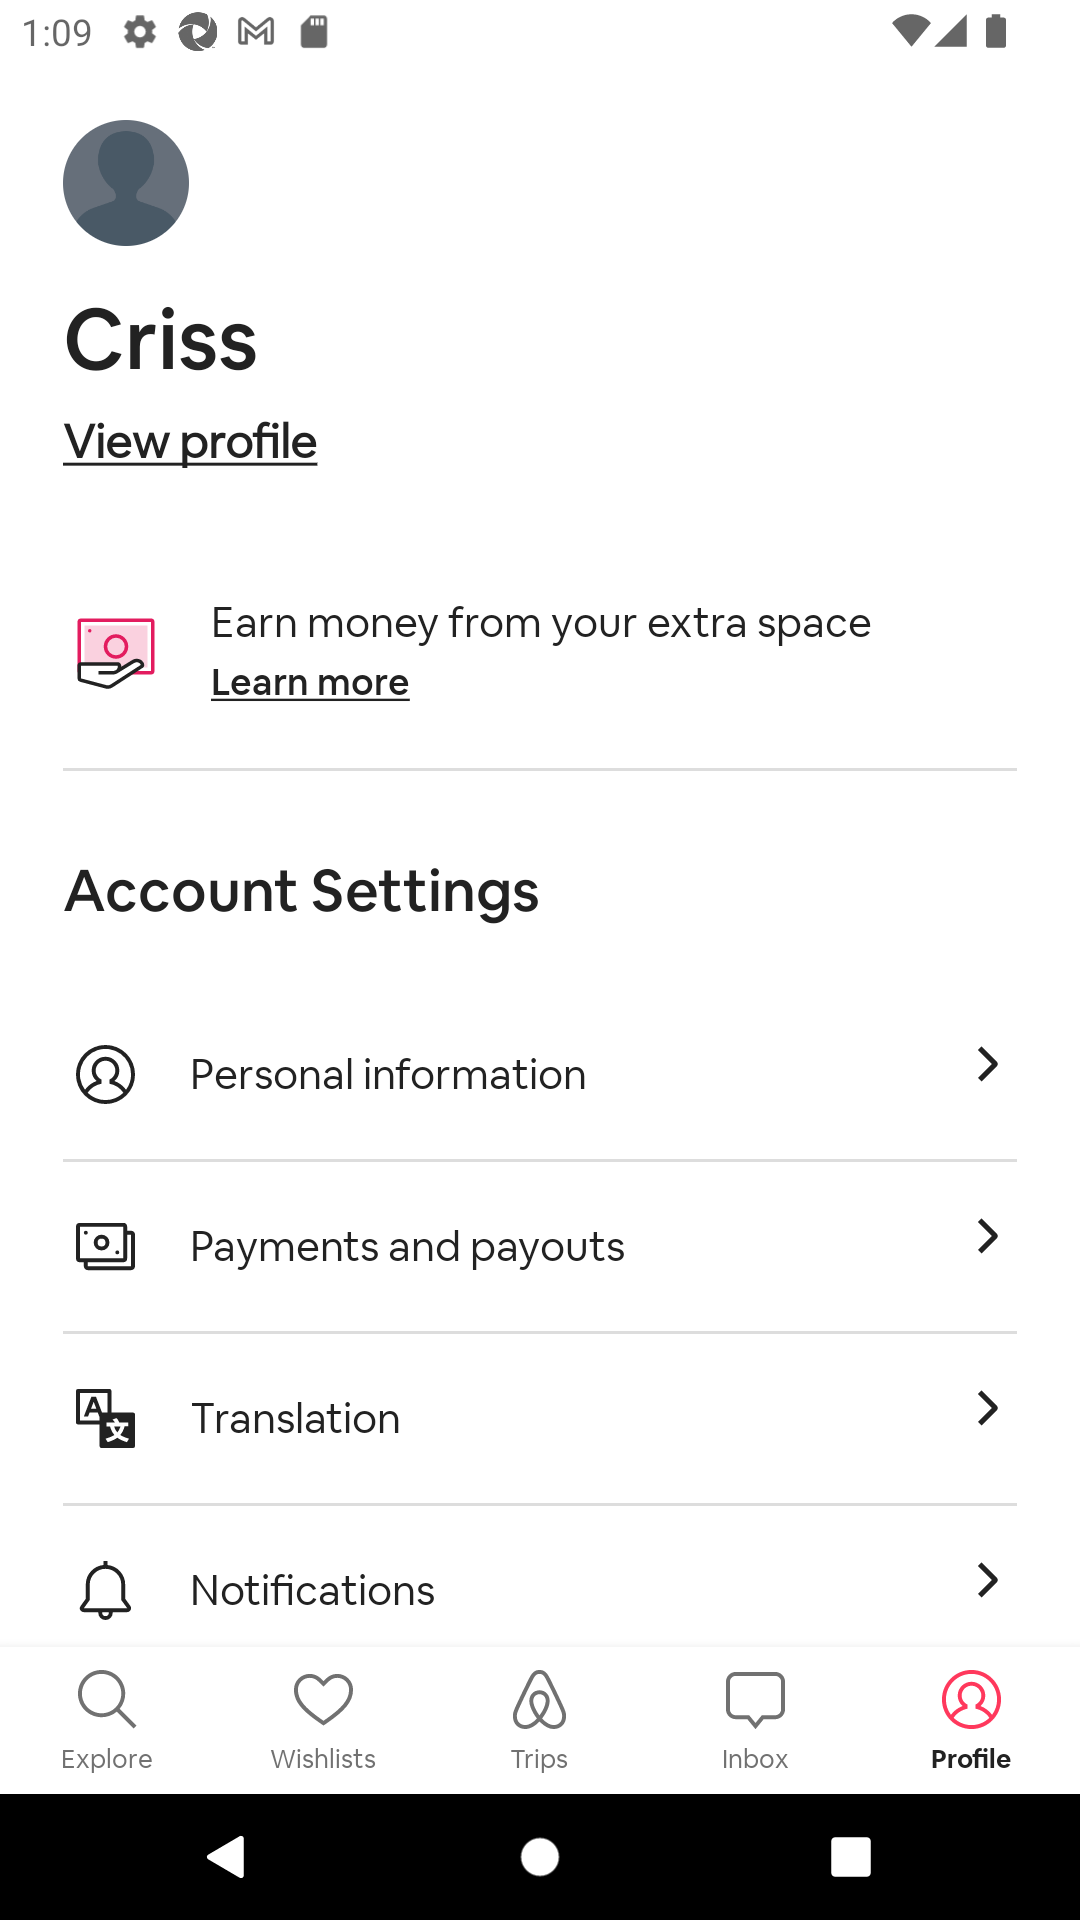 1:09
Criss
View profile
Earn money from your extra space
Learn more
Account Settings
Personal information
Payments and payouts
A
文
Translation
Notifications
Explore
Wishlists
Trips
Inbox
Profile